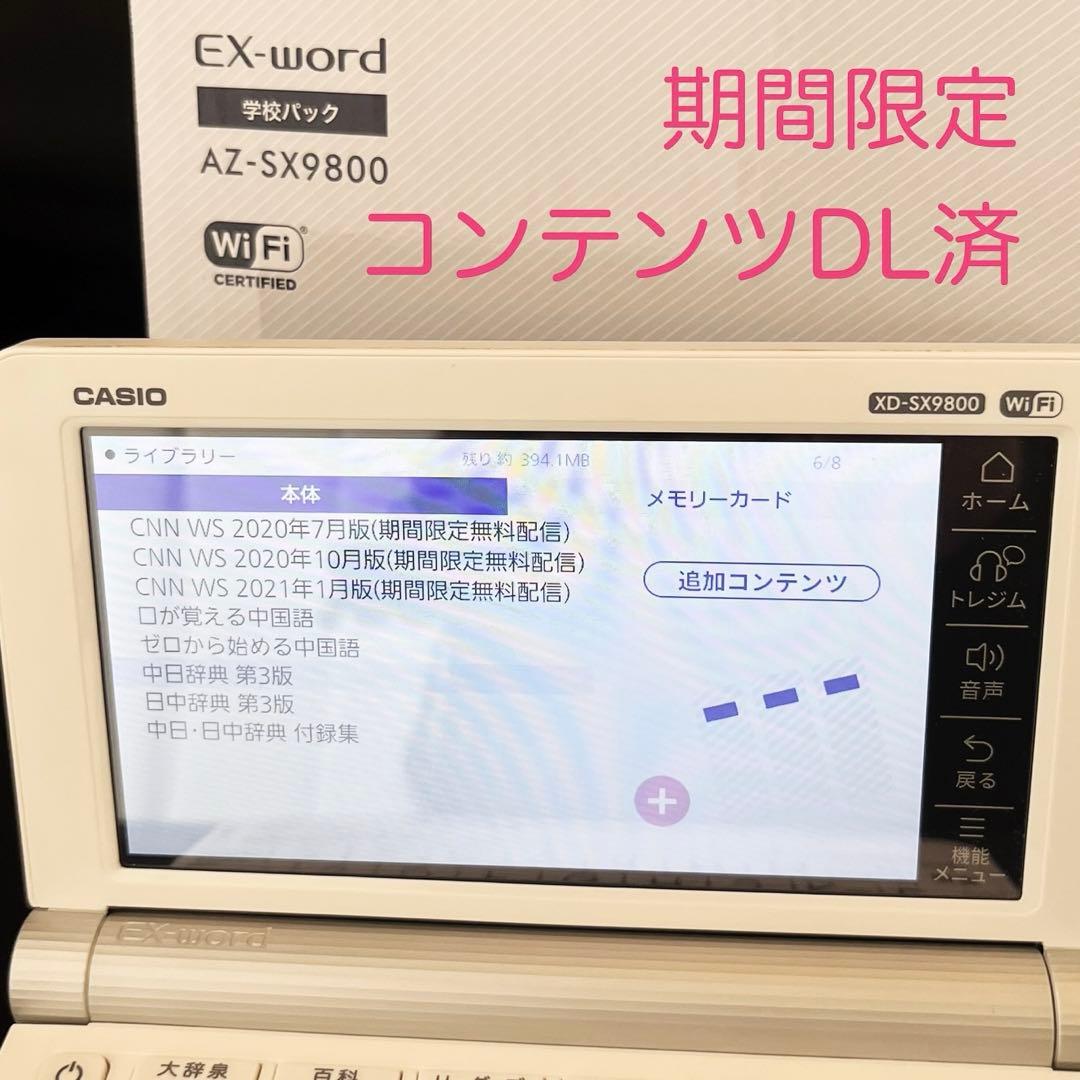 EX-word
学校パック
AZ-SX9800
Wi Fi®
CERTIFIED
期間限定
コンテンツDL済
CASIO
XD-SX9800
Wi Fi
ライブラリー
残り 約 394.1MB
6/8
本体
メモリーカード
CNN WS 2020年7月版(期間限定無料配信)
CNN WS 2020年10月版(期間限定無料配信)
CNN WS 2021年1月版(期間限定無料配信)
口が覚える中国語
ゼロから始める中国語
中日辞典 第3版
日中辞典 第3版
中日・日中辞典 付録集
追加コンテンツ
ホーム
トレジム
音声
戻る
機能
メニュー
EX-word
大辞泉
百科